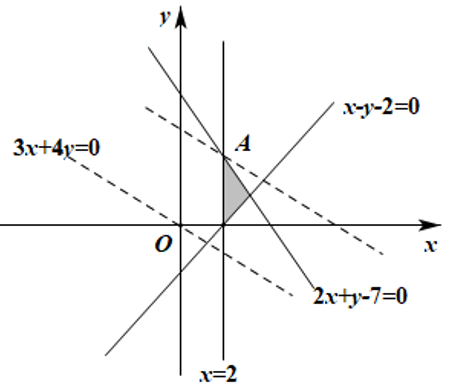 y
x-y-2=0
A
3x+4y=0
O
x
2x+y-7=0
x=2